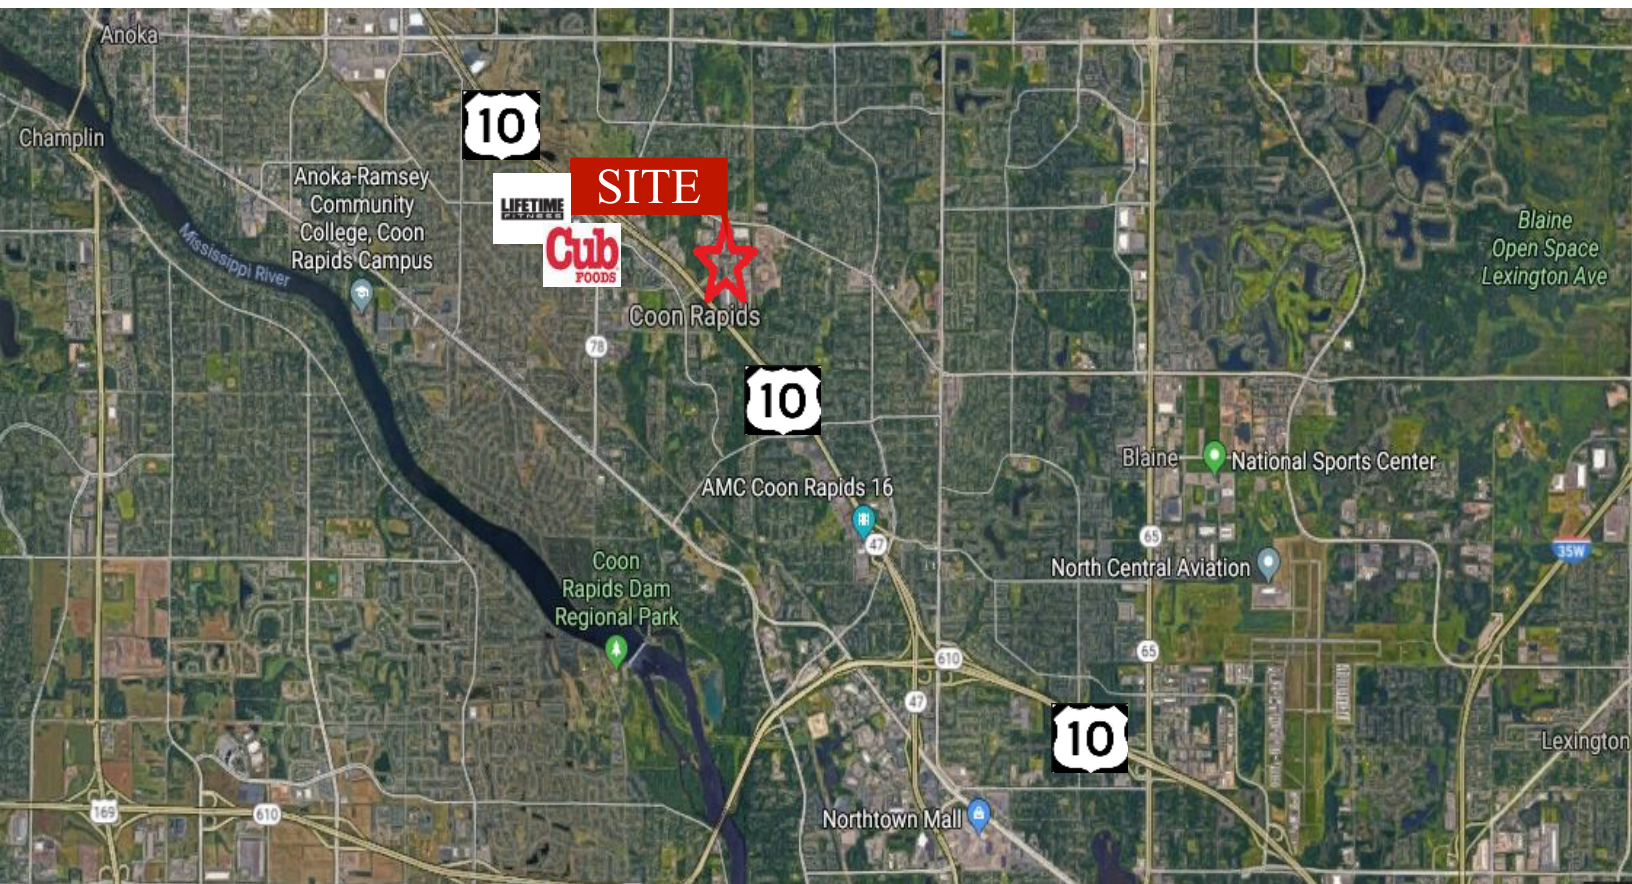 Anoka
10
Champlin
SITE
Anoka-Ramsey
Community
College, Coon
Rapids Campus
LIFETIME
FITNESS
Cub
FOODS
Mississippi River
Blaine
Open Space
Lexington Ave
Coon Rapids
78
10
Blaine
National Sports Center
AMC Coon Rapids 16
47
65
35W
North Central Aviation
Coon
Rapids Dam
Regional Park
610
65
47
10
Lexington
169
610
Northtown Mall